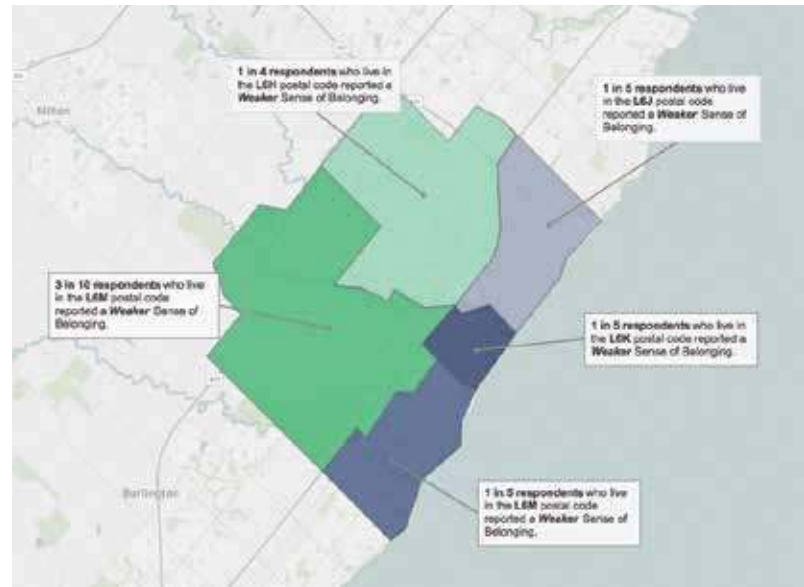 1 in 4 respondents who live in
the L6H postal code reported a
Weaker Sense of Belonging.
1 in 5 respondents who live
in the L6J postal code
reported a Weaker Sense of
Belonging.
Milton
3 in 10 respondents who live
in the L6M postal code
reported a Weaker Sense of
Belonging.
1 in 5 respondents who live in
the L6K postal code reported a
Weaker Sense of Belonging.
Burlington
1 in 5 respondents who live
in the L6M postal code
reported a Weaker Sense of
Belonging.